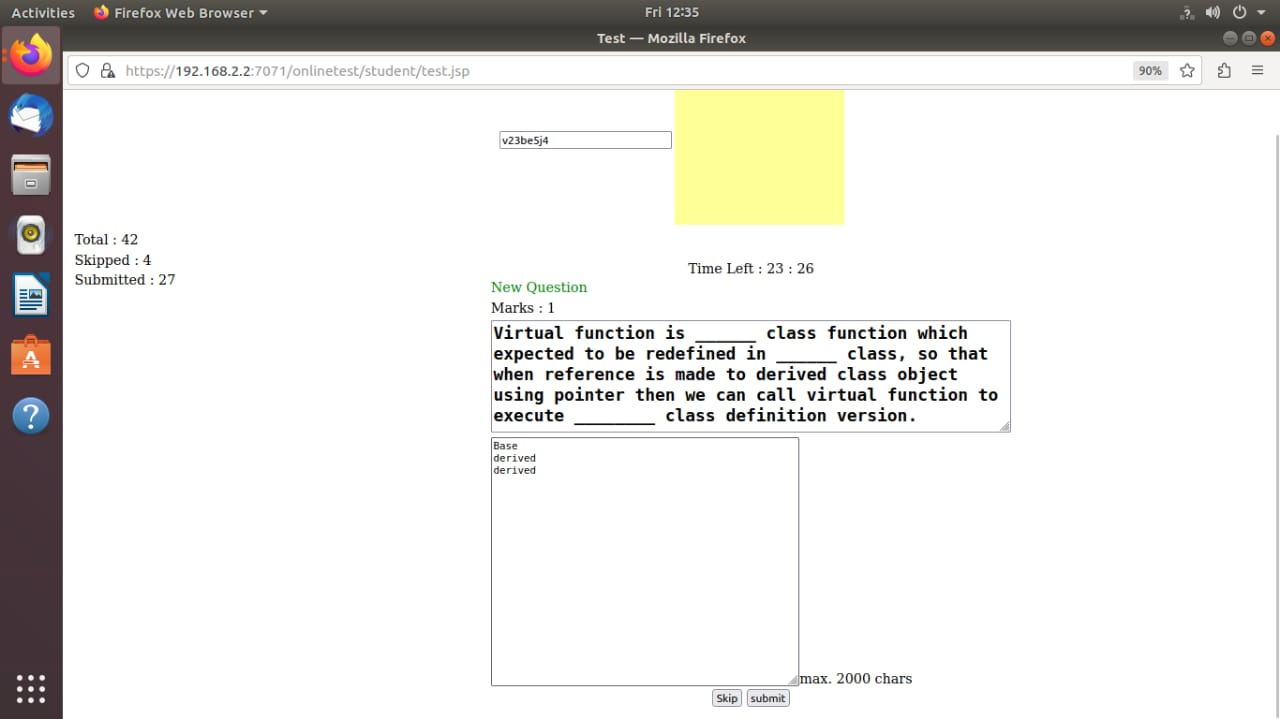 Activities Firefox Web Browser Fri 12:35
Test — Mozilla Firefox
https://192.168.2.2:7071/onlinetest/student/test.jsp 90%
v23be5j4
Total : 42
Skipped : 4
Submitted : 27
Time Left : 23 : 26
New Question
Marks : 1
Virtual function is ______ class function which
expected to be redefined in ______ class, so that
when reference is made to derived class object
using pointer then we can call virtual function to
execute ________ class definition version.
Base
derived
derived
max. 2000 chars
Skip submit